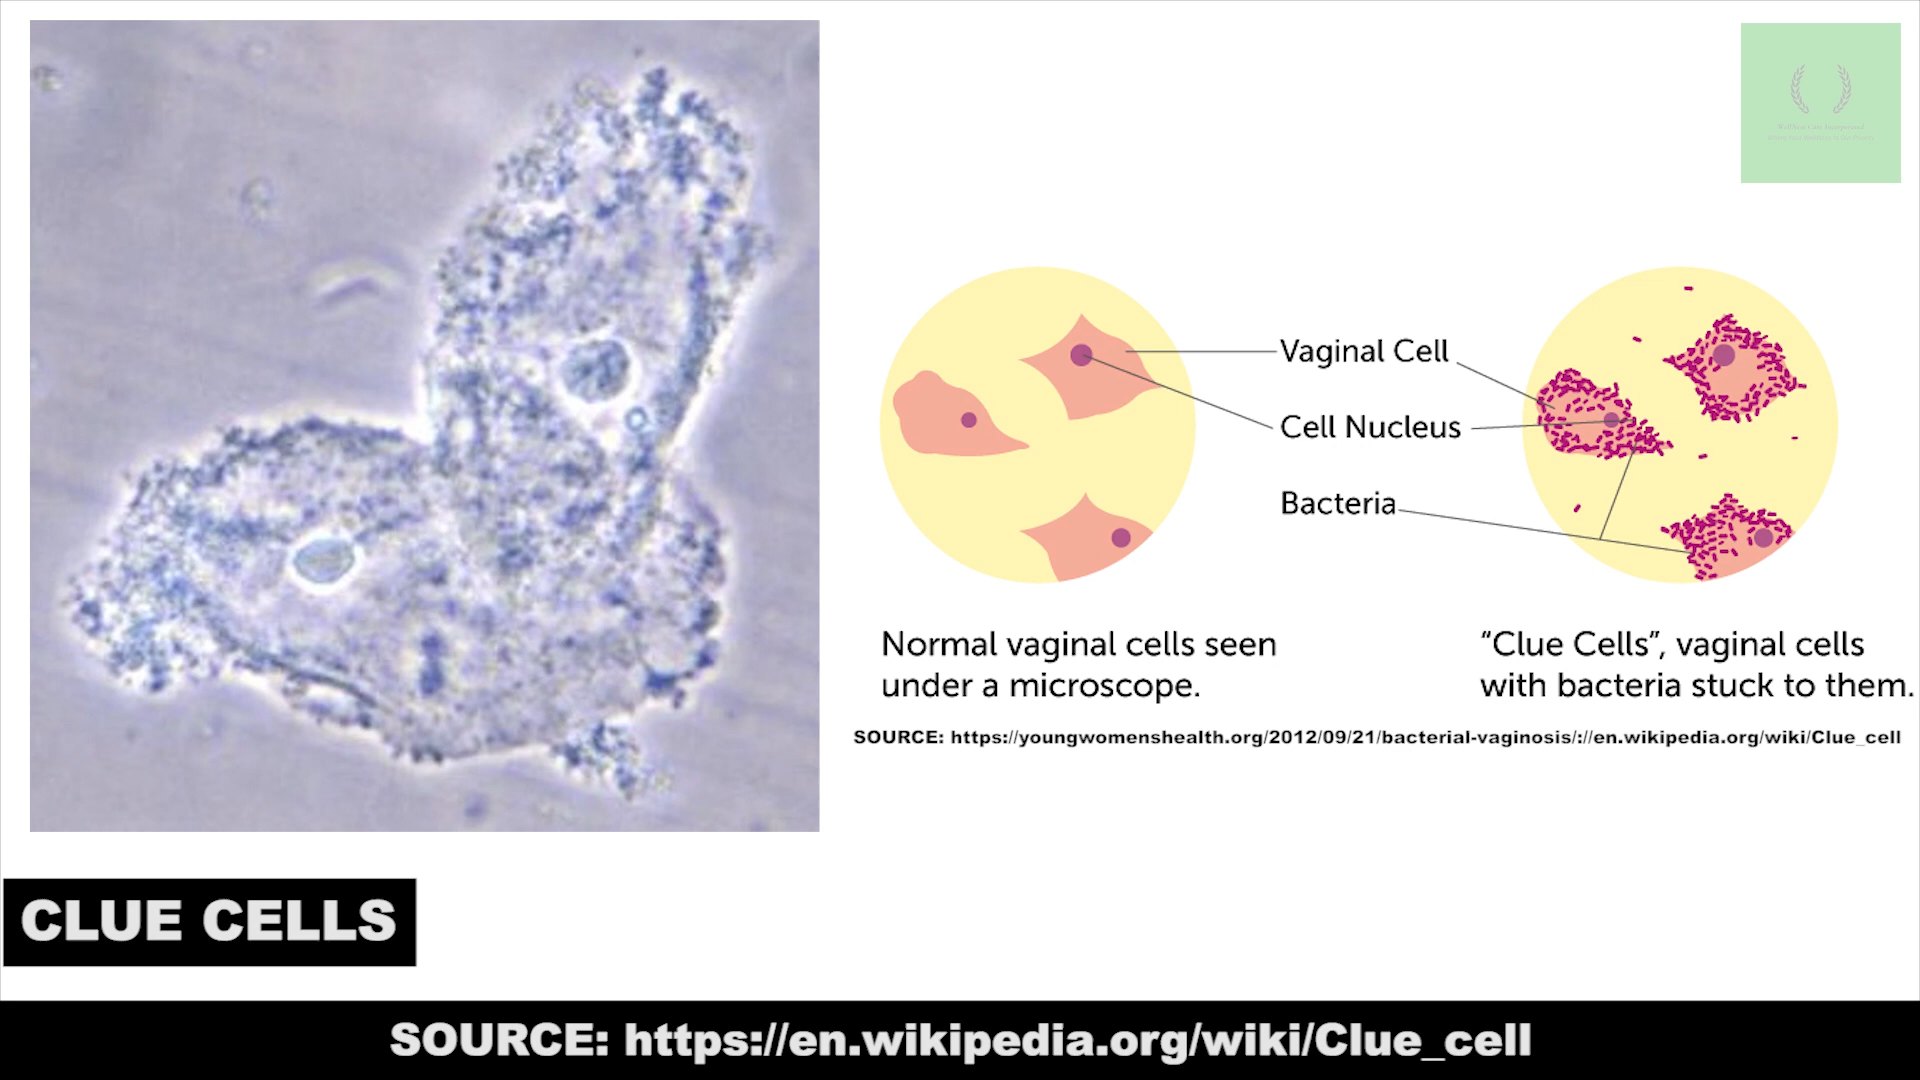 Vaginal Cell
Cell Nucleus
Bacteria
Normal vaginal cells seen
under a microscope.
“Clue Cells”, vaginal cells
with bacteria stuck to them.
SOURCE: https://youngwomenshealth.org/2012/09/21/bacterial-vaginosis/://en.wikipedia.org/wiki/Clue_cell
CLUE CELLS
SOURCE: https://en.wikipedia.org/wiki/Clue_cell